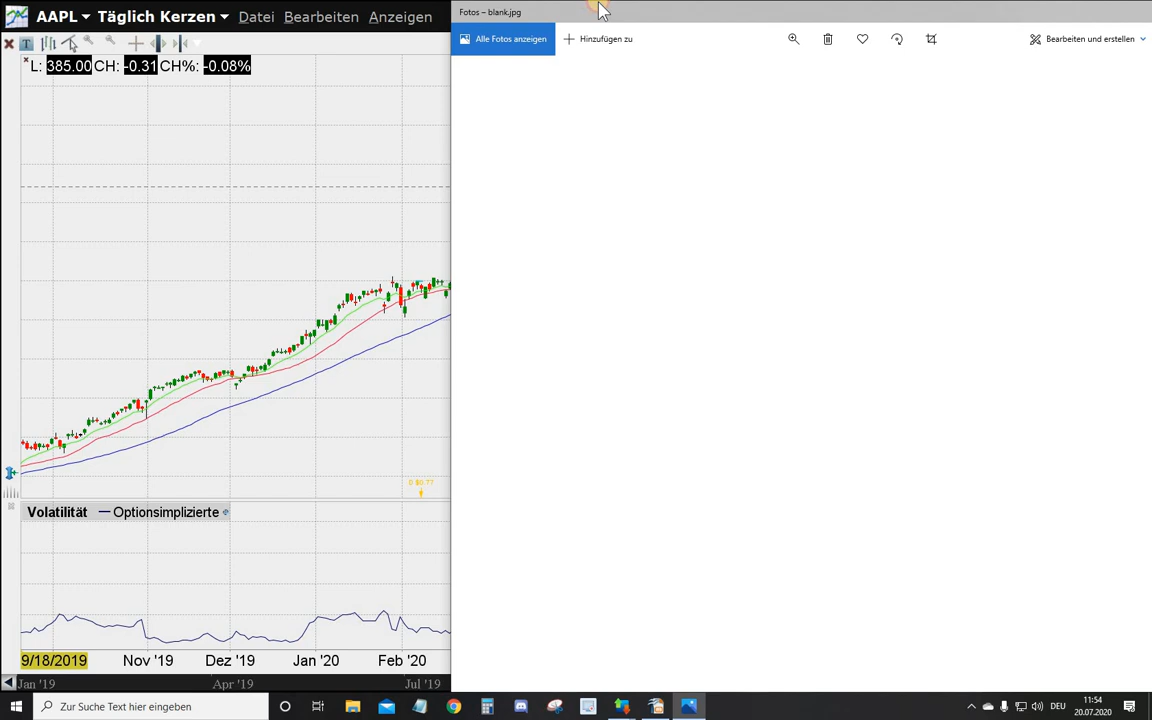 AAPL Täglich Kerzen Datei Bearbeiten Anzeigen
T
L: 385.00 CH: -0.31 CH%: -0.08%
D $0.77
Volatilität Optionsimplizierte
9/18/2019 Nov '19 Dez '19 Jan '20 Feb '20
Jan '19 Apr '19 Jul '19
Fotos – blank.jpg
Alle Fotos anzeigen Hinzufügen zu Bearbeiten und erstellen
Zur Suche Text hier eingeben
DEU
11:54
20.07.2020